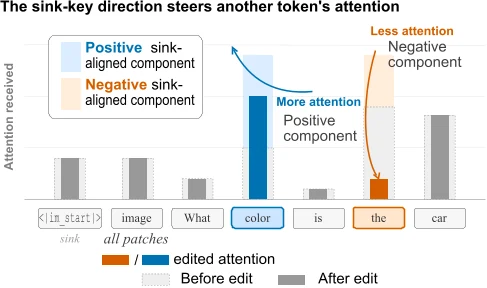 The sink-key direction steers another token's attention
Positive sink-
aligned component
Negative sink-
aligned component
Less attention
Negative
component
More attention
Positive
component
Attention received
<|im_start|> image What color is the car
sink all patches
/ edited attention
Before edit After edit